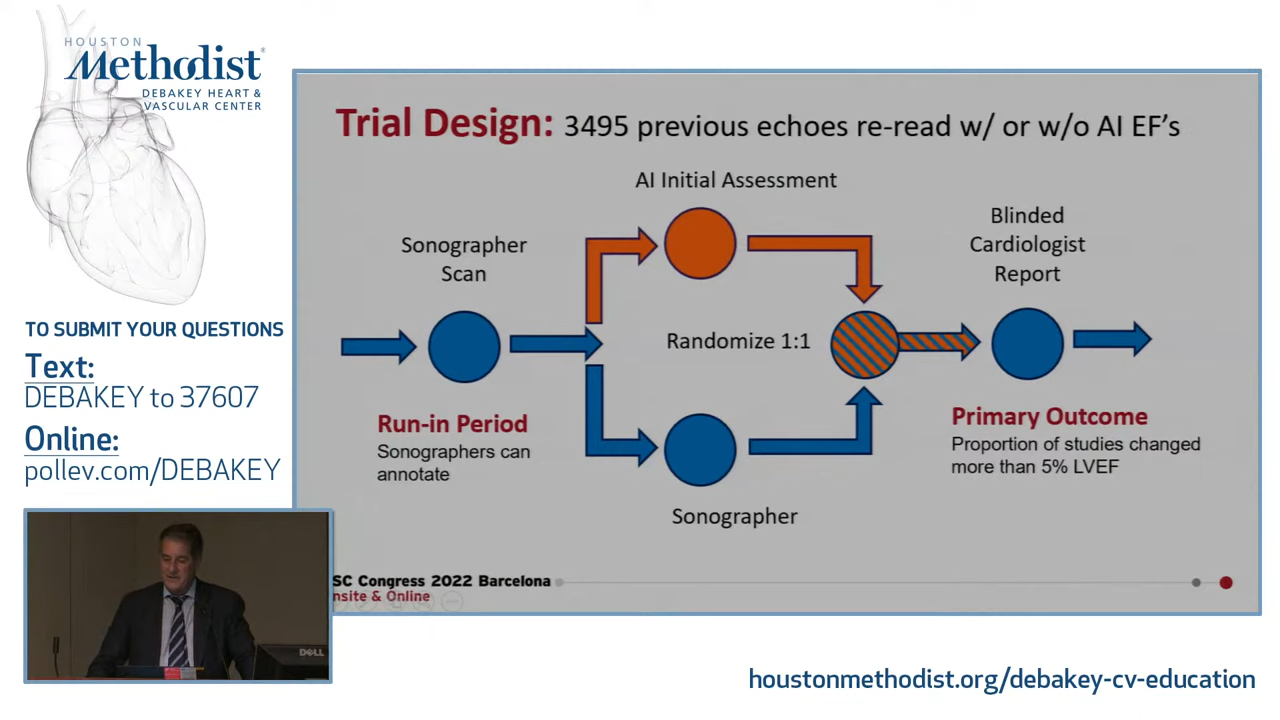 HOUSTON
Methodist®
DEBAKEY HEART &
VASCULAR CENTER
TO SUBMIT YOUR QUESTIONS
Text:
DEBAKEY to 37607
Online:
pollev.com/DEBAKEY
Trial Design: 3495 previous echoes re-read w/ or w/o AI EF's
AI Initial Assessment
Sonographer
Scan
Blinded
Cardiologist
Report
Randomize 1:1
Run-in Period
Sonographers can
annotate
Primary Outcome
Proportion of studies changed
more than 5% LVEF
Sonographer
SC Congress 2022 Barcelona
nsite & Online
DELL
houstonmethodist.org/debakey-cv-education